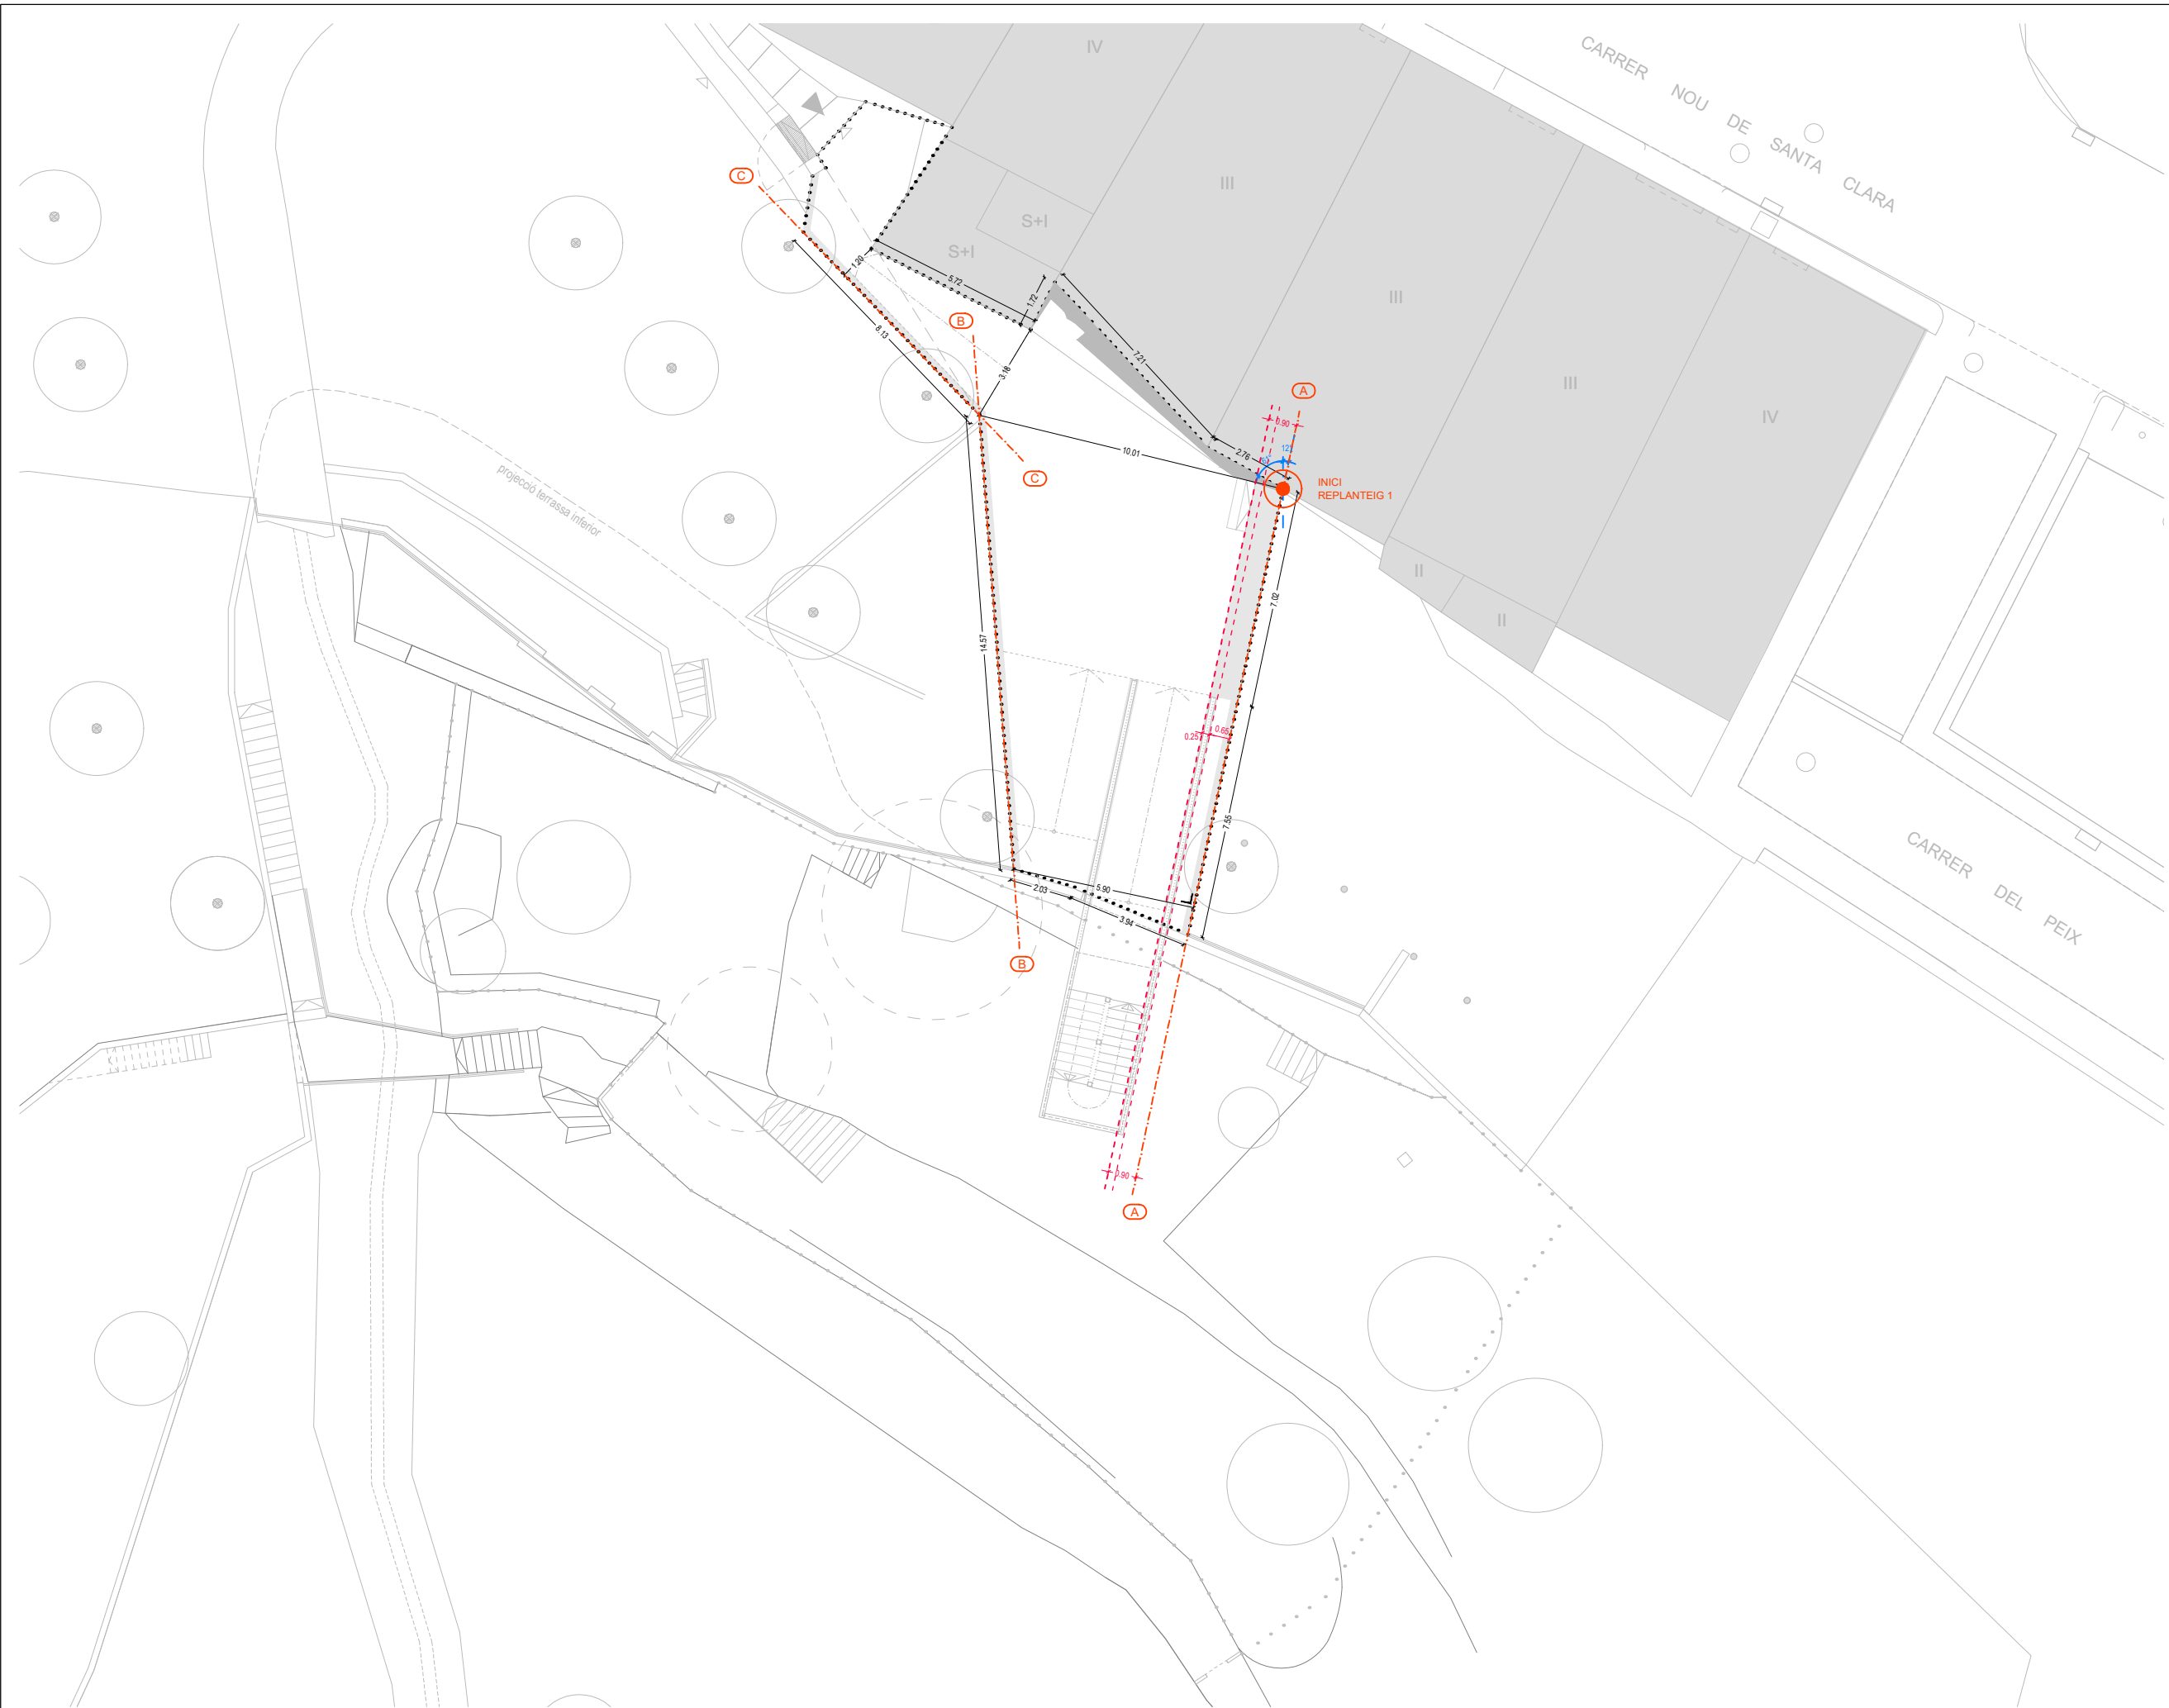 IV
CARRER NOU DE SANTA CLARA
III
S+I
S+I
C
1.20
5.72
1.72
8.13
B
3.18
7.21
III
III
IV
A
0.90
2.76
10.01
C
INICI
REPLANTEIG 1
projecció terrassa inferior
II
II
7.02
14.57
0.25
0.65
7.55
CARRER DEL PEIX
5.90
2.03
3.94
B
0.90
A